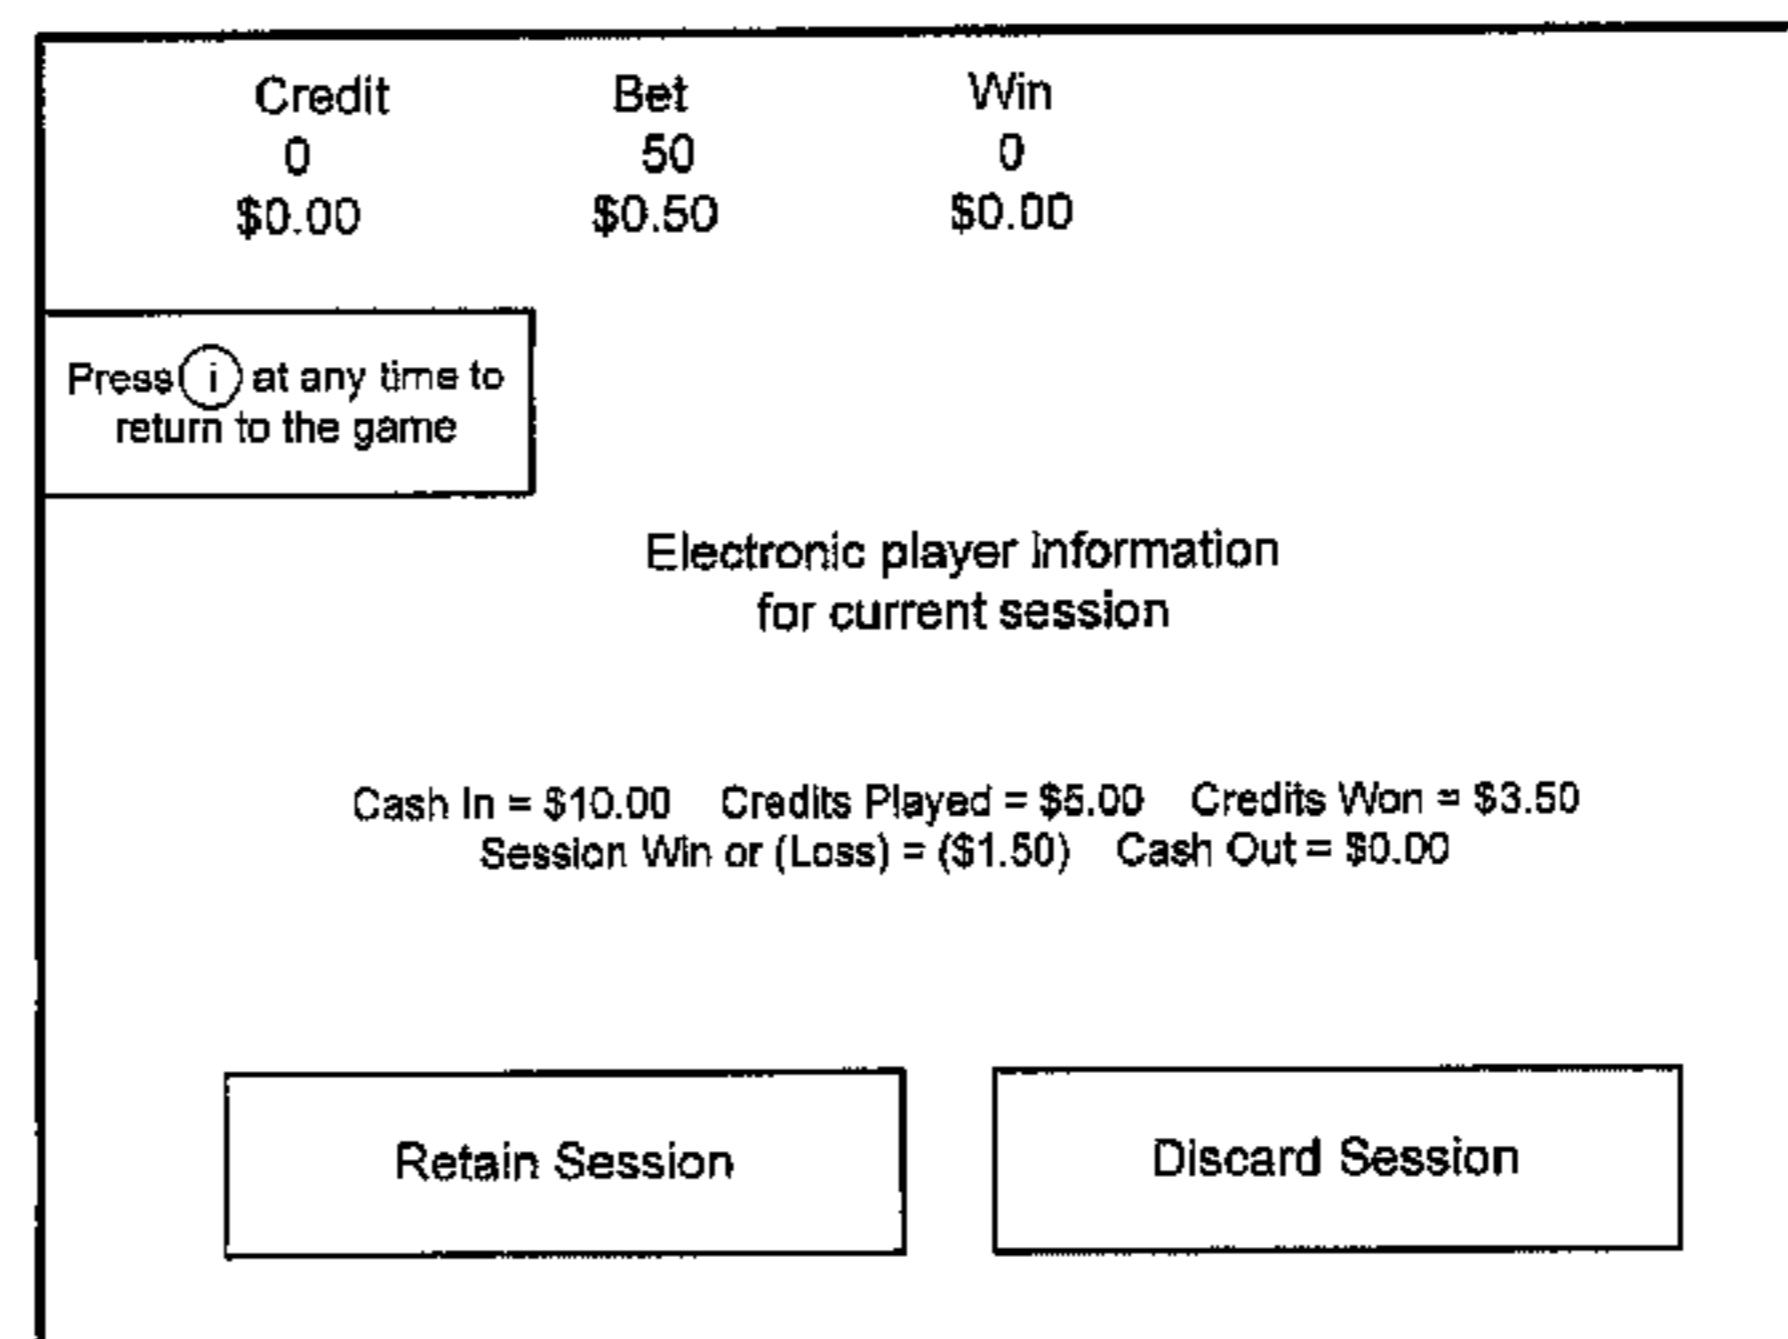 Credit Bet Win
0 50 0
$0.00 $0.50 $0.00
Press i at any time to
return to the game
Electronic player information
for current session
Cash In = $10.00 Credits Played = $5.00 Credits Won = $3.50
Session Win or (Loss) = ($1.50) Cash Out = $0.00
Retain Session Discard Session